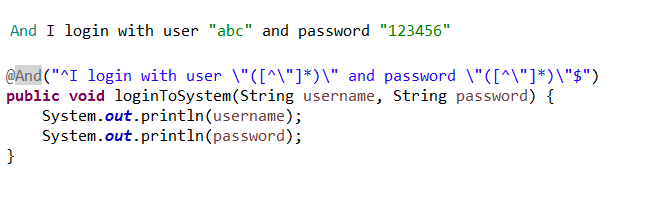 And I login with user "abc" and password "123456"
@And("^I login with user \"([^\"]*)\" and password \"([^\"]*)\"$")
public void loginToSystem(String username, String password) {
System.out.println(username);
System.out.println(password);
}